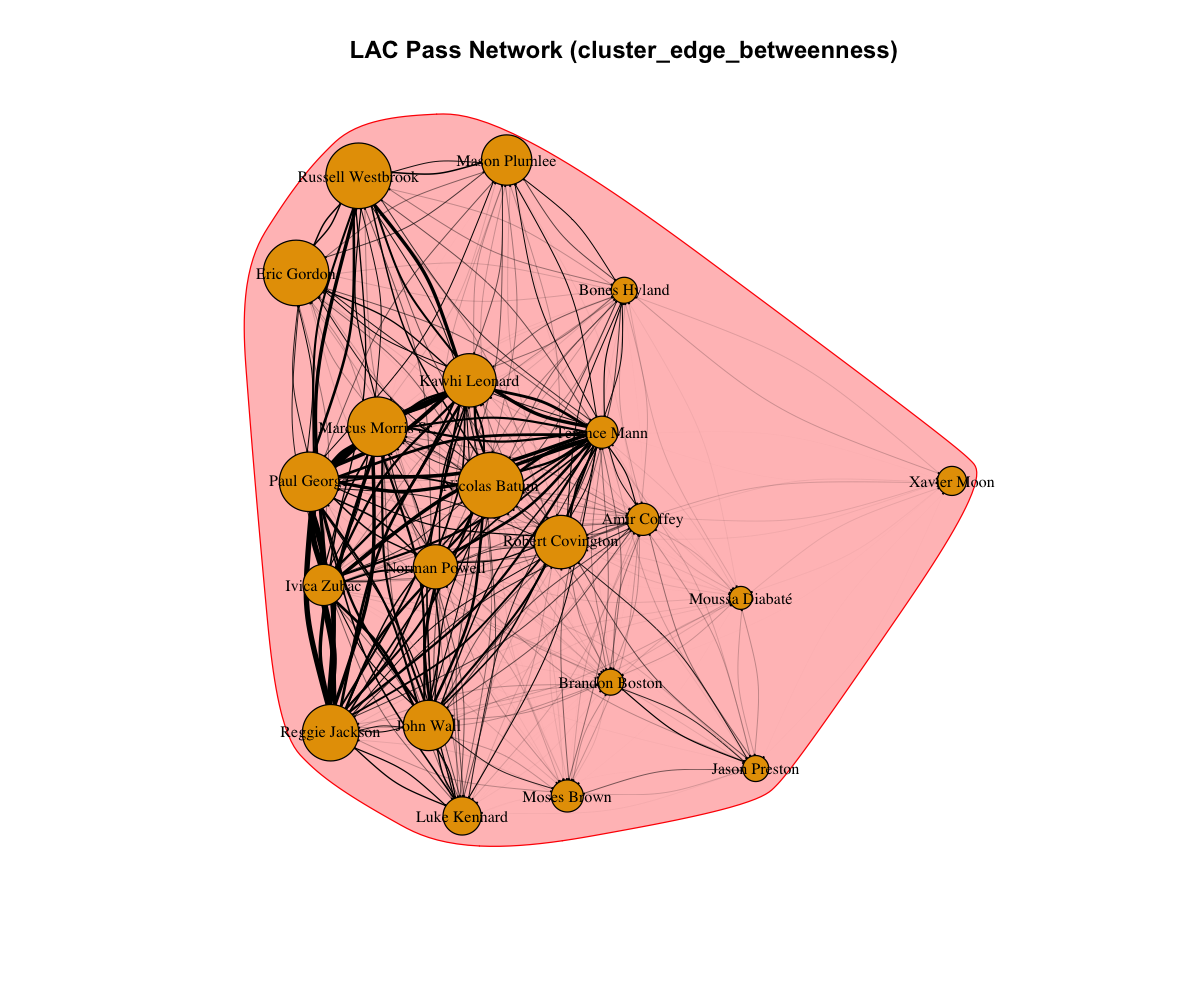 LAC Pass Network (cluster_edge_betweenness)
Mason Plumlee
Russell Westbrook
Eric Gordon
Bones Hyland
Kawhi Leonard
Marcus Morris
Mann
Paul George
Nicolas Batum
Xavier Moon
Amir Coffey
Robert Covington
Norman Powell
Ivica Zubac
Moussa Diabaté
Brandon Boston
John Wall
Reggie Jackson
Jason Preston
Moses Brown
Luke Kennard